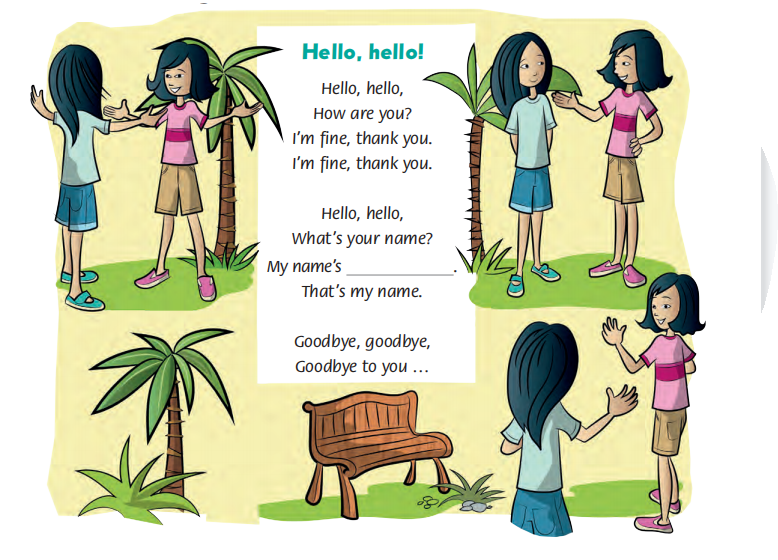 Hello, hello!
Hello, hello,
How are you?
I'm fine, thank you.
I'm fine, thank you.
Hello, hello,
What's your name?
My name's ______________.
That's my name.
Goodbye, goodbye,
Goodbye to you ...